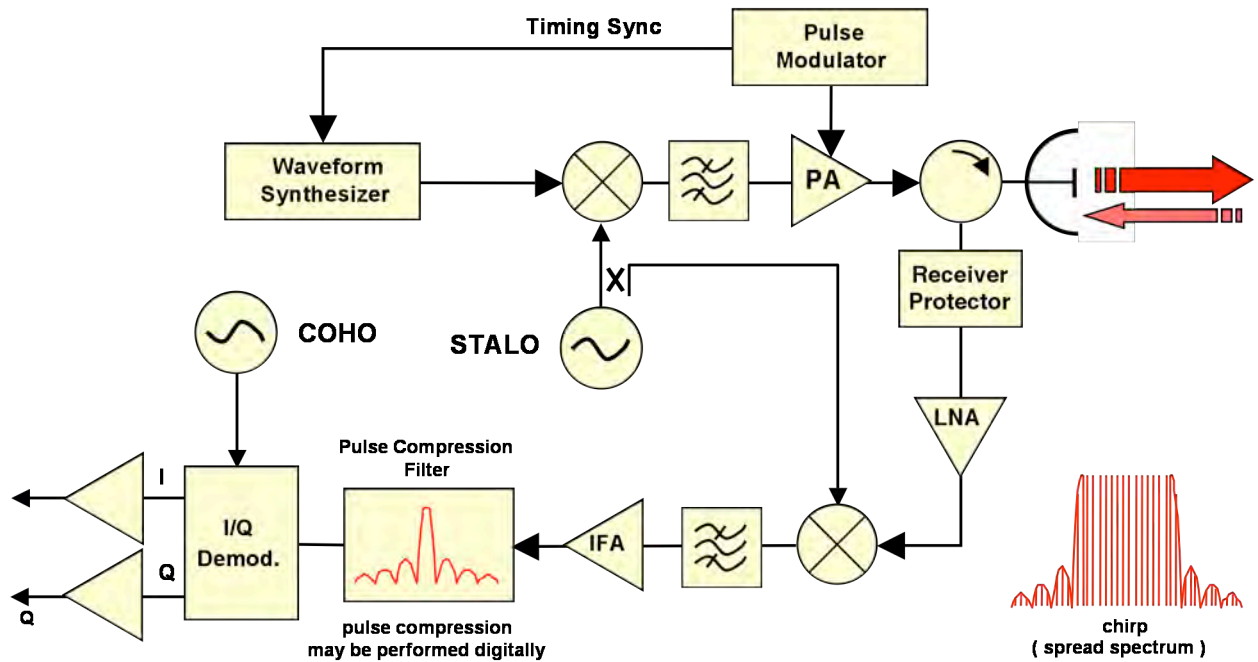 Timing Sync
Pulse
Modulator
Waveform
Synthesizer
PA
Receiver
Protector
X
COHO
STALO
LNA
Pulse Compression
Filter
I
I/Q
Demod.
Q
Q
IFA
pulse compression
may be performed digitally
chirp
( spread spectrum )